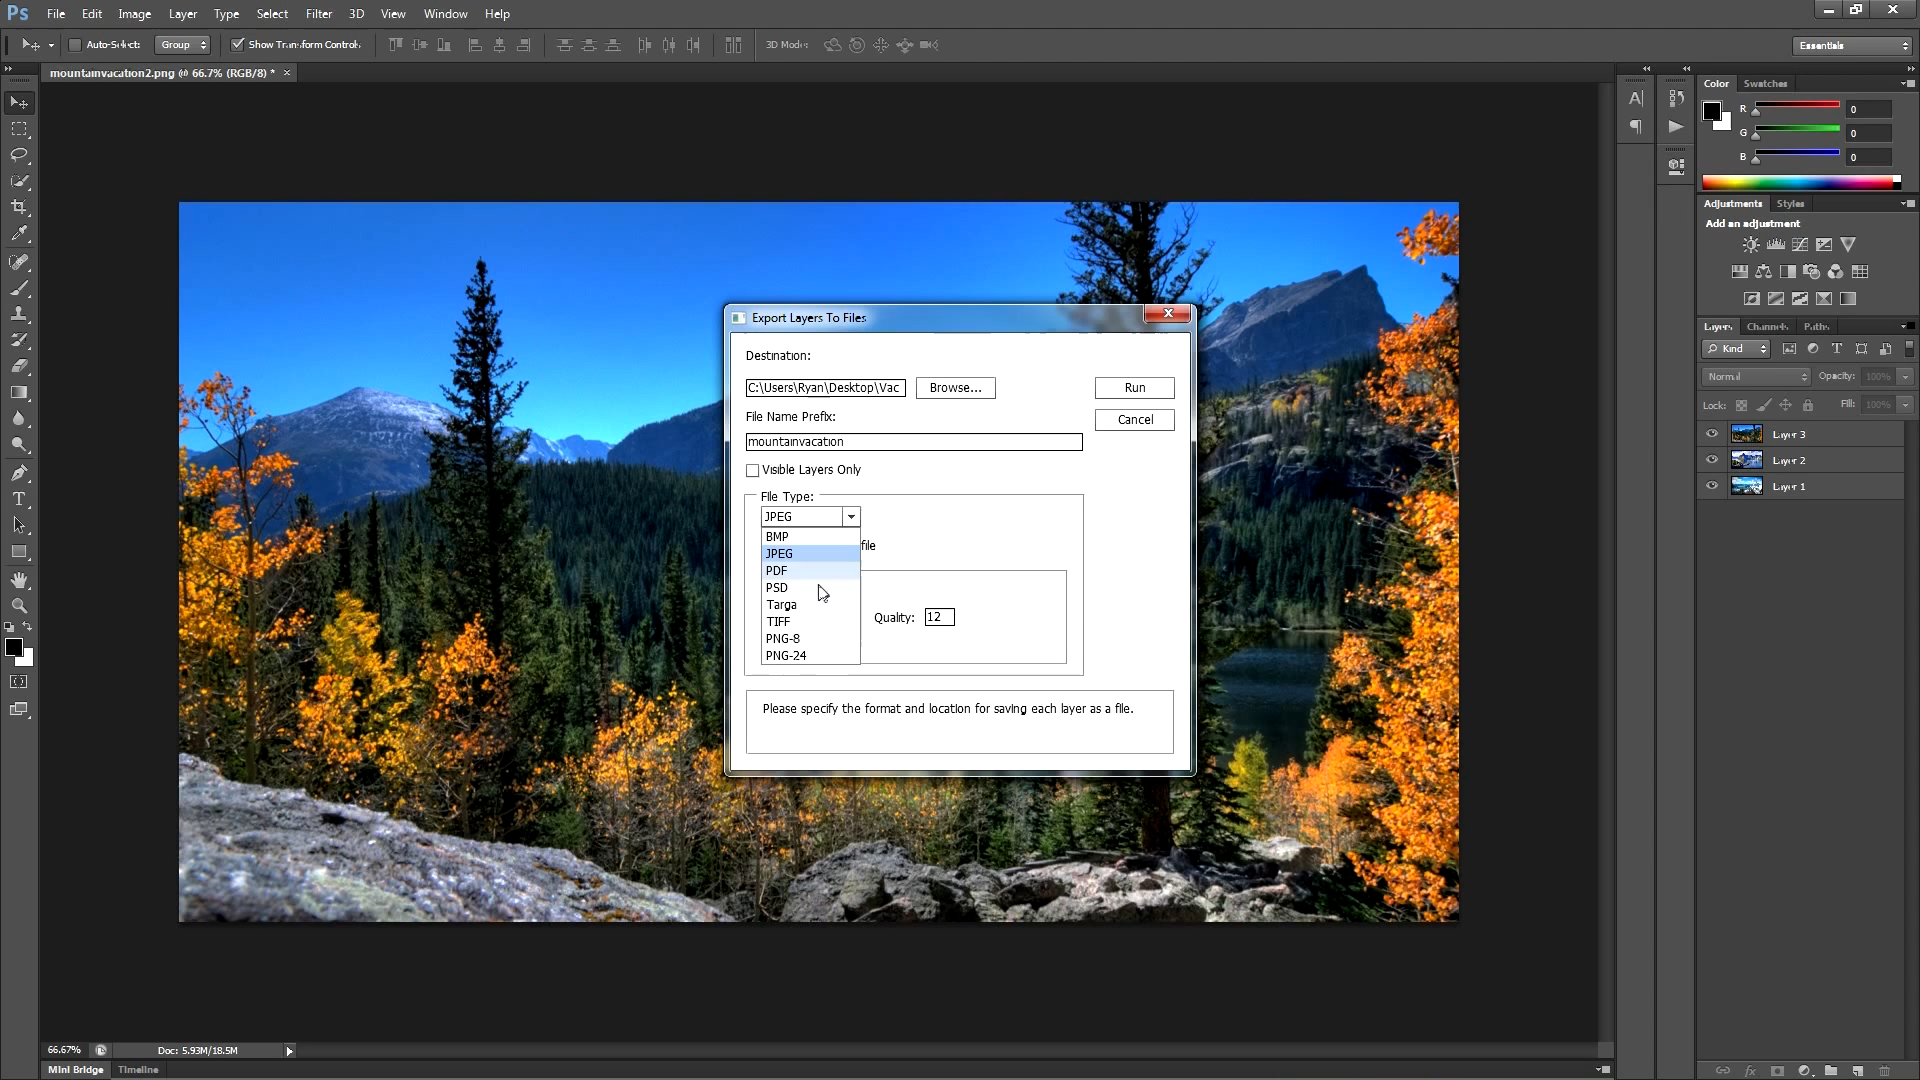 Ps File Edit Image Layer Type Select Filter 3D View Window Help
Auto-Select: Group Show Transform Controls 3D Mode: Essentials
mountainvacation2.png @ 66.7% (RGB/8) * ×
Color Swatches
R 0
G 0
B 0
Adjustments Styles
Add an adjustment
Layers Channels Paths
Kind
Normal Opacity: 100%
Lock: Fill: 100%
Layer 3
Layer 2
Layer 1
Export Layers To Files
Destination:
C:\Users\Ryan\Desktop\Vac Browse... Run
File Name Prefix: Cancel
mountainvacation
Visible Layers Only
File Type:
JPEG
BMP
file
JPEG
PDF
PSD
Targa
Quality: 12
TIFF
PNG-8
PNG-24
Please specify the format and location for saving each layer as a file.
66.67% Doc: 5.93M/18.5M
Mini Bridge Timeline